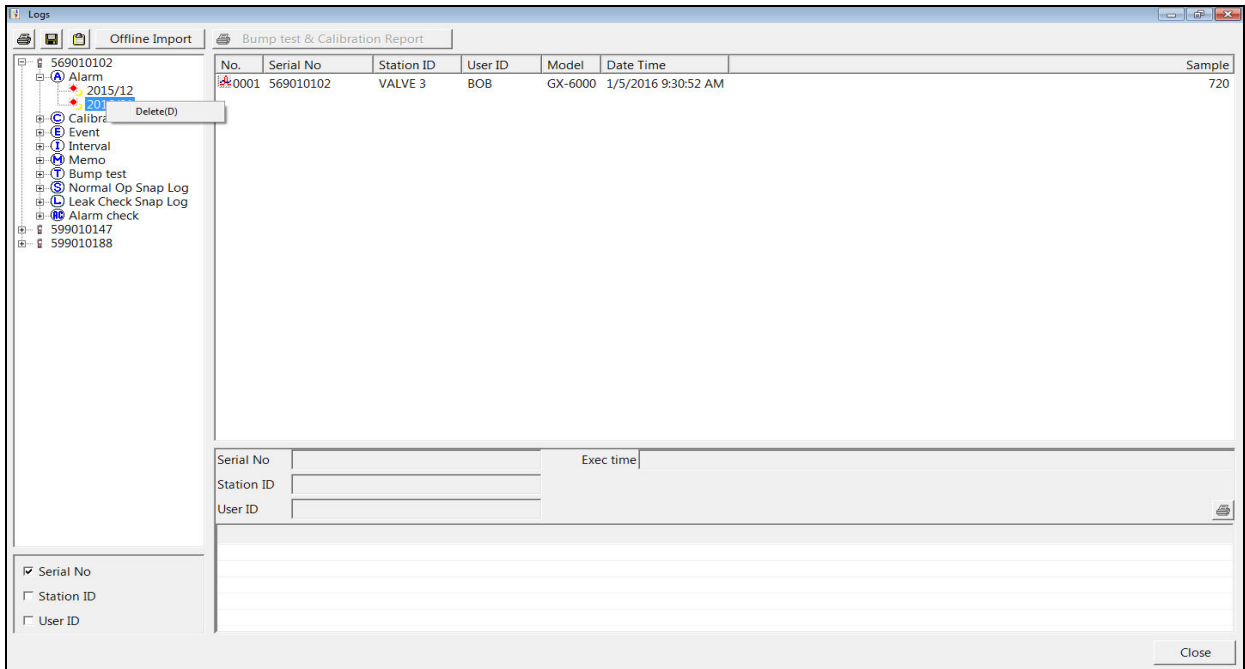 Logs
Offline Import
Bump test & Calibration Report
569010102
Alarm
2015/12
Delete(D)
Calibra
Event
Interval
Memo
Bump test
Normal Op Snap Log
Leak Check Snap Log
Alarm check
599010147
599010188
No. Serial No Station ID User ID Model Date Time Sample
0001 569010102 VALVE 3 BOB GX-6000 1/5/2016 9:30:52 AM 720
Serial No Exec time
Station ID
User ID
Serial No
Station ID
User ID
Close